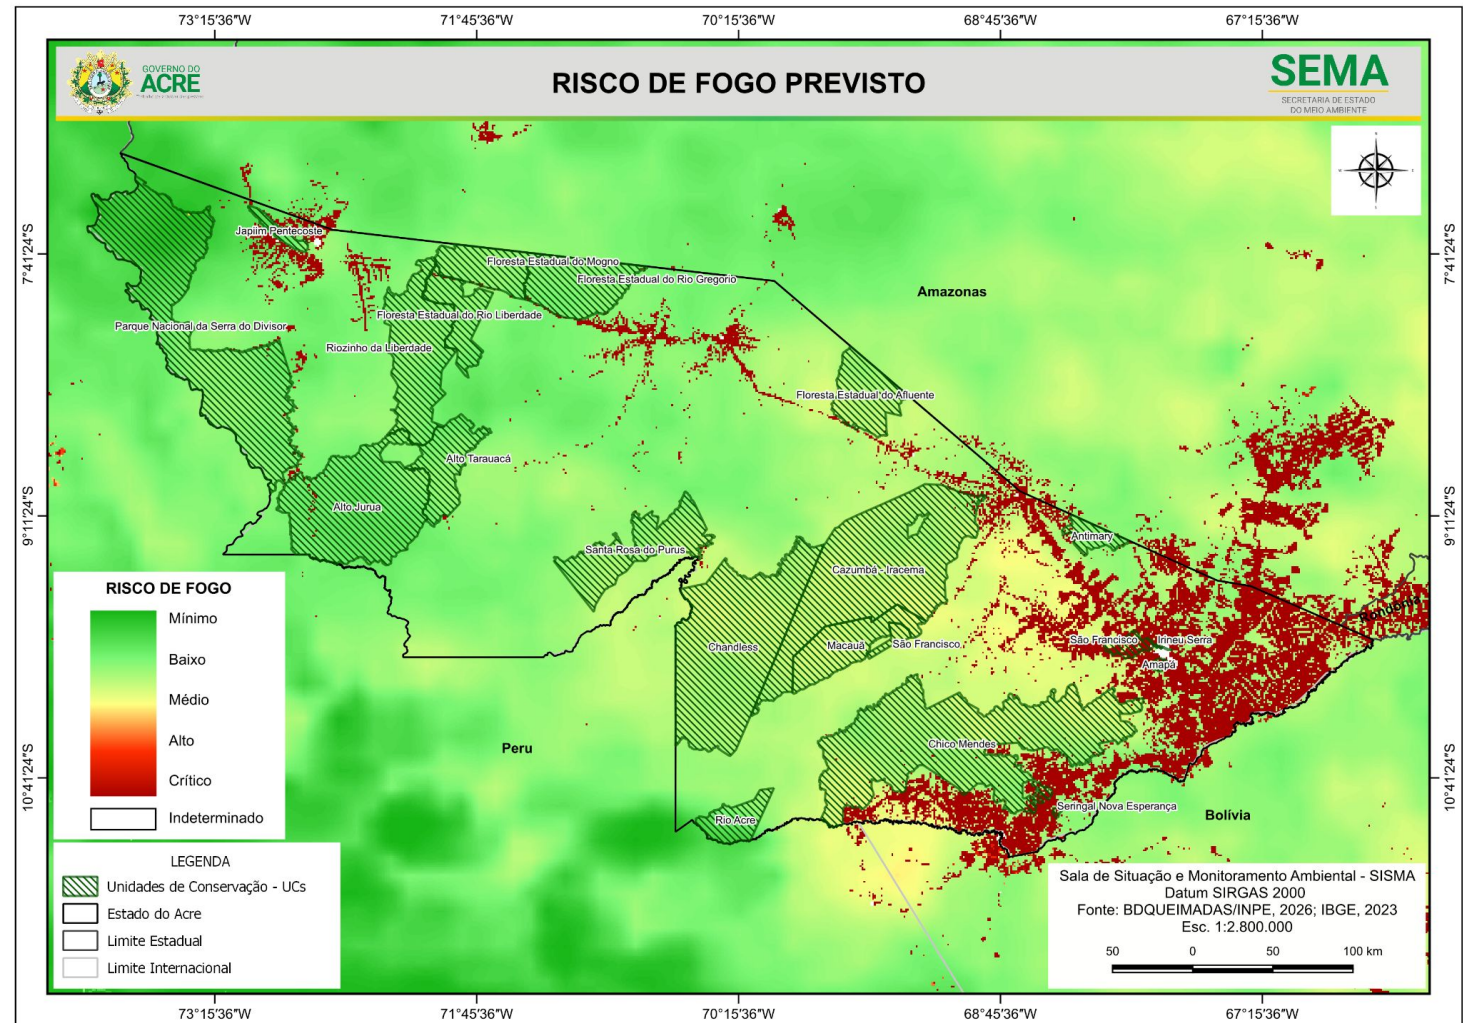 73°15'36"W 71°45'36"W 70°15'36"W 68°45'36"W 67°15'36"W
GOVERNO DO
ACRE
RISCO DE FOGO PREVISTO
SEMA
SECRETARIA DE ESTADO
DO MEIO AMBIENTE
N
Japiim Pentecoste
7°41'24"S
7°41'24"S
Floresta Estadual do Mogno
Floresta Estadual do Rio Gregorio
Amazonas
Floresta Estadual do Rio Liberdade
Parque Nacional da Serra do Divisor
Riozinho da Liberdade
Floresta Estadual do Afluente
Alto Tarauacá
Alto Jurua
9°11'24"S
9°11'24"S
Antimary
Santa Rosa do Purus
Cazumbá - Iracema
Rondônia
São Francisco
Irineu Serra
Chandless
Macauã
São Francisco
Amapá
Chico Mendes
Peru
10°41'24"S
10°41'24"S
Seringal Nova Esperança
Bolívia
Rio Acre
RISCO DE FOGO
Mínimo
Baixo
Médio
Alto
Crítico
Indeterminado
LEGENDA
Unidades de Conservação - UCs
Estado do Acre
Limite Estadual
Limite Internacional
Sala de Situação e Monitoramento Ambiental - SISMA
Datum SIRGAS 2000
Fonte: BDQUEIMADAS/INPE, 2026; IBGE, 2023
Esc. 1:2.800.000
50 0 50 100 km
73°15'36"W 71°45'36"W 70°15'36"W 68°45'36"W 67°15'36"W